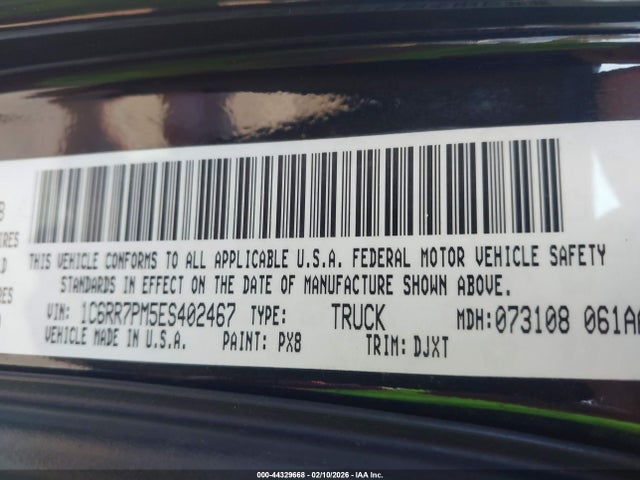 THIS VEHICLE CONFORMS TO ALL APPLICABLE U.S.A. FEDERAL MOTOR VEHICLE SAFETY
STANDARDS IN EFFECT ON THE DATE OF MANUFACTURE SHOWN ABOVE.
VIN: 1C6RR7PM5ES402467 TYPE: TRUCK MDH: 073108 061A
VEHICLE MADE IN U.S.A. PAINT: PX8 TRIM: DJXT
000-44329668 - 02/10/2026 - IAA Inc.